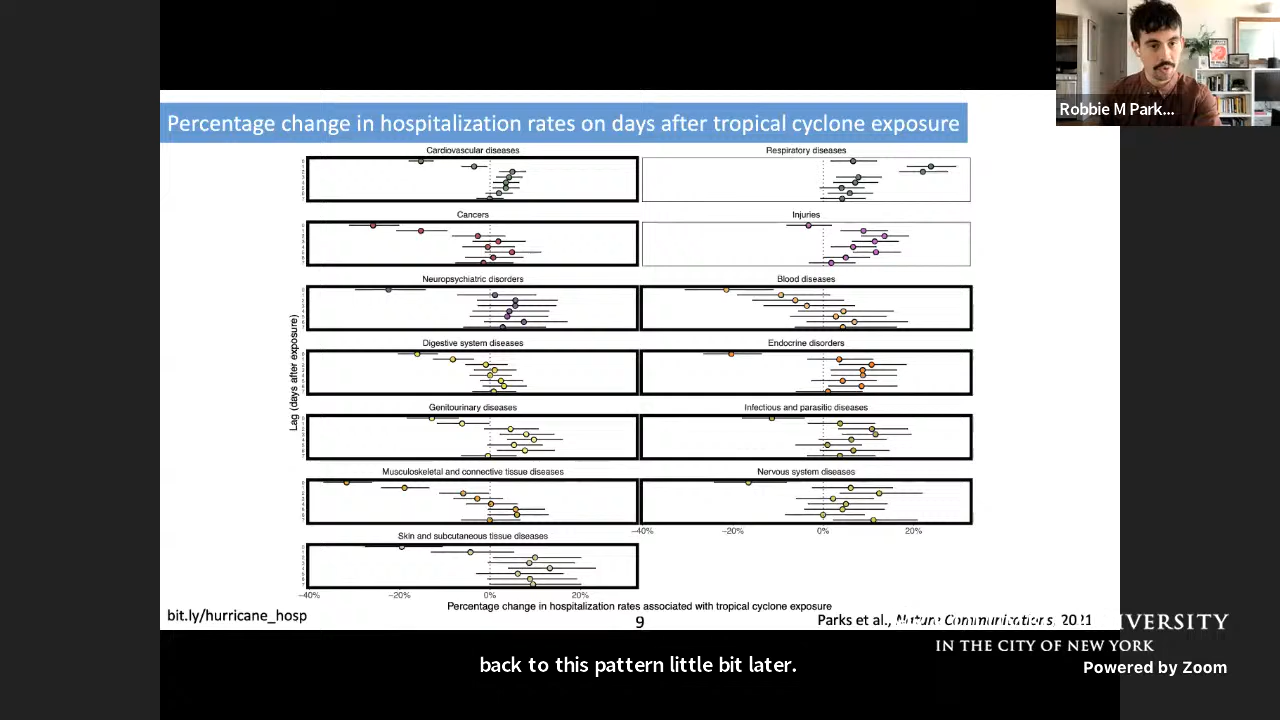 Robbie M Park...
Percentage change in hospitalization rates on days after tropical cyclone exposure
Cardiovascular diseases
Respiratory diseases
Cancers
Injuries
Neuropsychiatric disorders
Blood diseases
Digestive system diseases
Endocrine disorders
Genitourinary diseases
Infectious and parasitic diseases
Musculoskeletal and connective tissue diseases
Nervous system diseases
Skin and subcutaneous tissue diseases
Lag (days after exposure)
−40% −20% 0% 20%
−40% −20% 0% 20%
Percentage change in hospitalization rates associated with tropical cyclone exposure
bit.ly/hurricane_hosp
9
Parks et al., Nature Communications, 2021
IVERSITY
IN THE CITY OF NEW YORK
Powered by Zoom
back to this pattern little bit later.